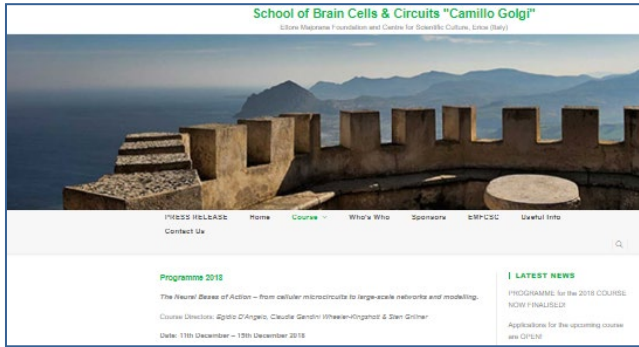 School of Brain Cells & Circuits "Camillo Golgi"
Ettore Majorana Foundation and Centre for Scientific Culture, Erice (Italy)
PRESS RELEASE Home Course Who's Who Sponsors EMFCSC Useful Info
Contact Us
Programme 2018
The Neural Bases of Action – from cellular microcircuits to large-scale networks and modelling.
Course Directors: Egidio D'Angelo, Claudia Gandini Wheeler-Kingshott & Sten Grillner
Date: 11th December – 15th December 2018
LATEST NEWS
PROGRAMME for the 2018 COURSE
NOW FINALISED!
Applications for the upcoming course
are OPEN!